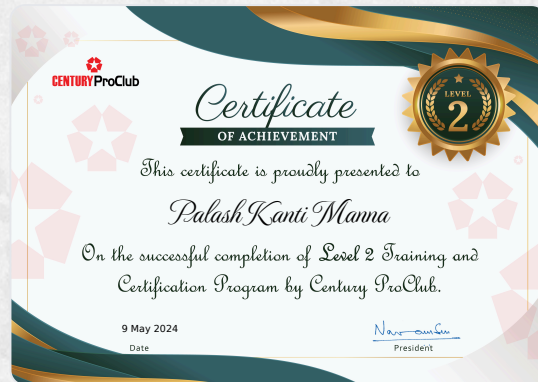 CENTURY ProClub
LEVEL
2
Certificate
OF ACHIEVEMENT
This certificate is proudly presented to
Palash Kanti Manna
On the successful completion of Level 2 Training and
Certification Program by Century ProClub.
9 May 2024
Date
President